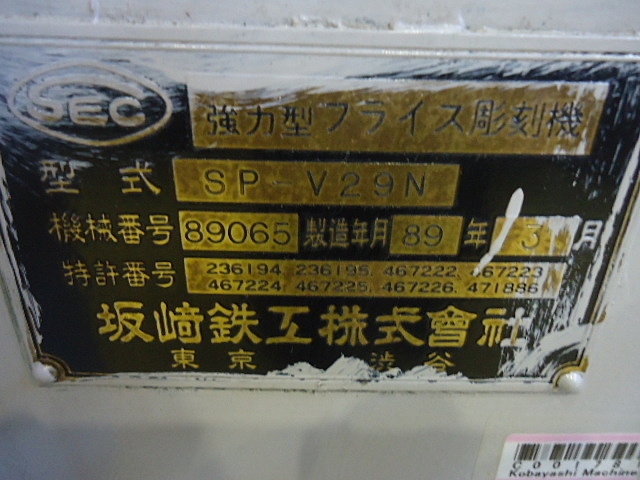 SEC
強力型フライス彫刻機
型式 SP-V29N
機械番号 89065 製造年月 89 年 3 月
特許番号 236194. 236195. 467222. 467223
467224. 467225. 467226. 471886
坂﨑鉄工株式會社
東京 渋谷
Kobayashi Machine